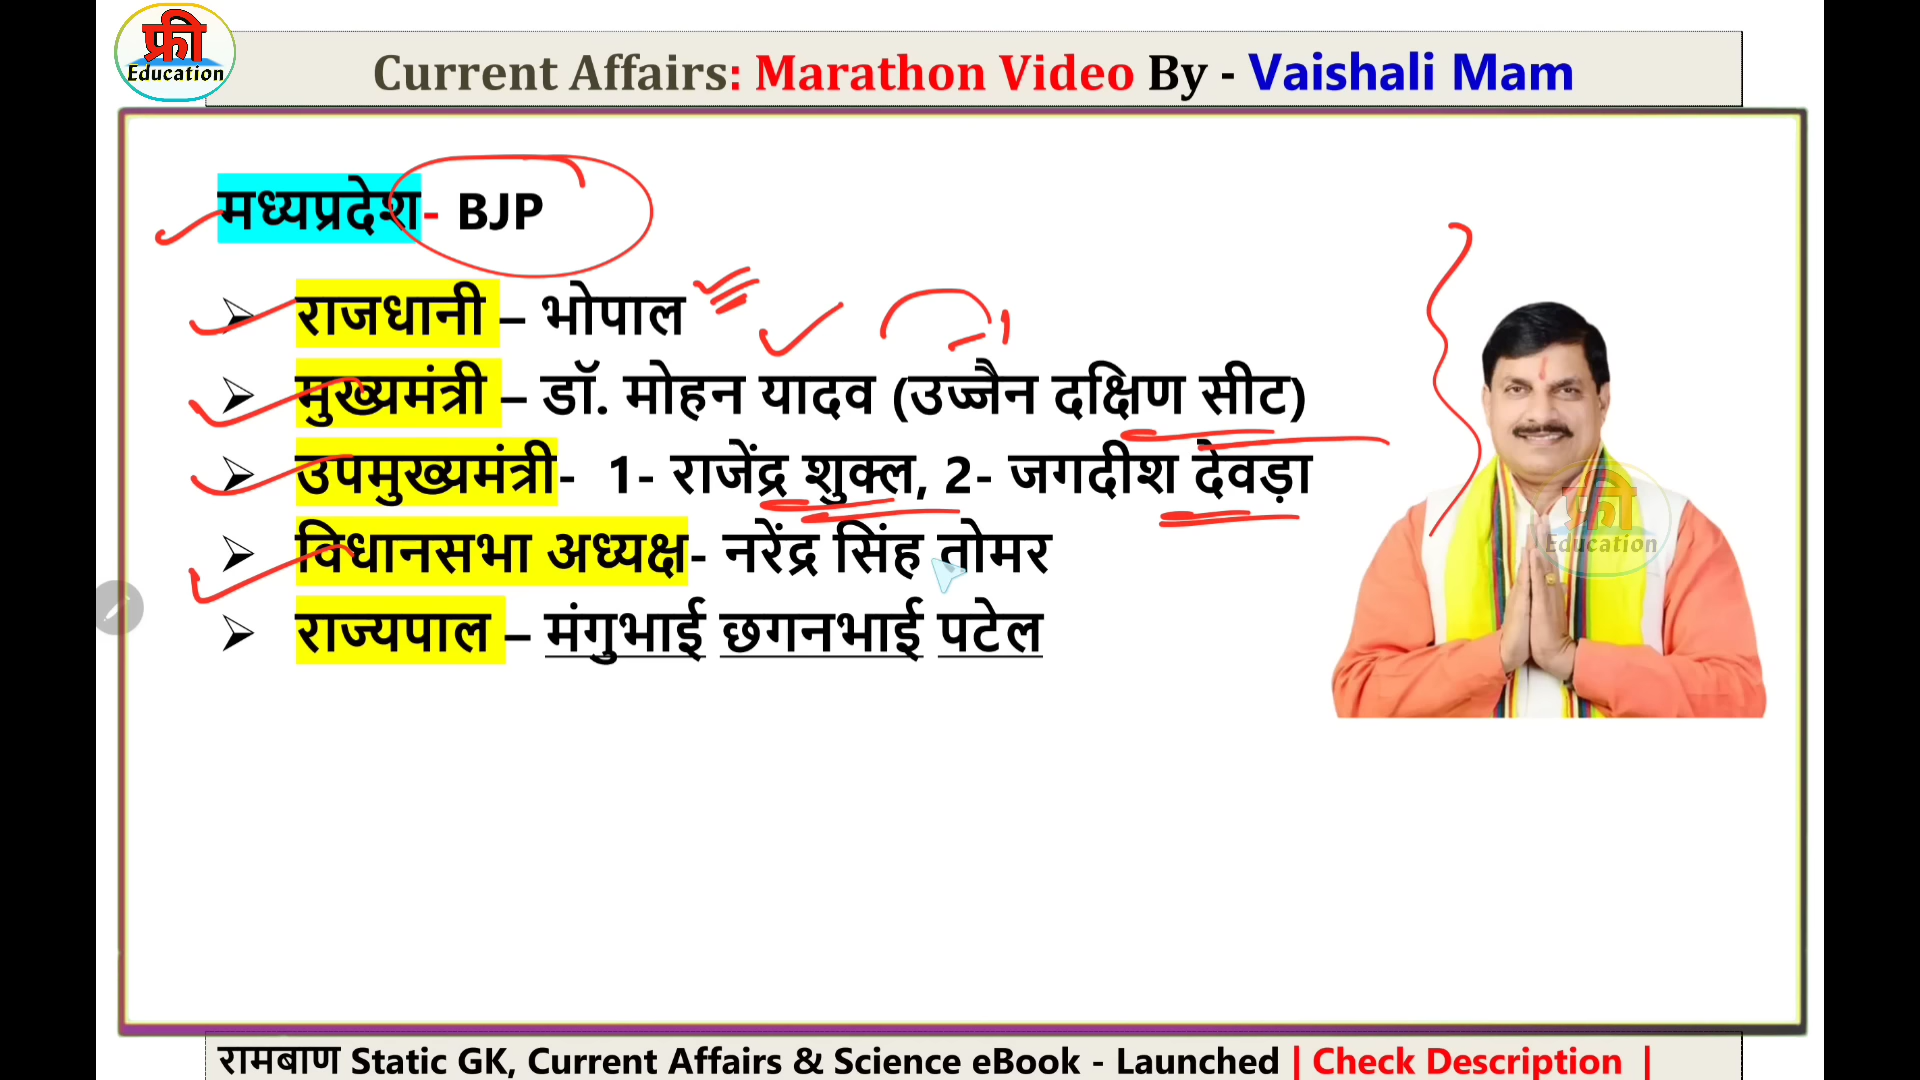 फ्री
Education
Current Affairs: Marathon Video By - Vaishali Mam
मध्यप्रदेश- BJP
➢ राजधानी – भोपाल
➢ मुख्यमंत्री – डॉ. मोहन यादव (उज्जैन दक्षिण सीट)
➢ उपमुख्यमंत्री- 1- राजेंद्र शुक्ल, 2- जगदीश देवड़ा
➢ विधानसभा अध्यक्ष- नरेंद्र सिंह तोमर
➢ राज्यपाल – मंगुभाई छगनभाई पटेल
फ्री
Education
रामबाण Static GK, Current Affairs & Science eBook - Launched | Check Description |